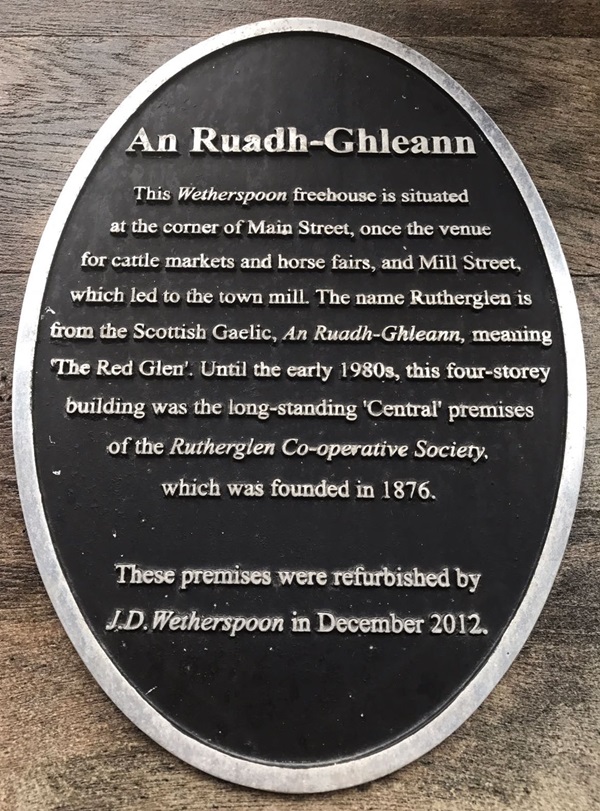 An Ruadh-Ghleann
This Wetherspoon freehouse is situated
at the corner of Main Street, once the venue
for cattle markets and horse fairs, and Mill Street,
which led to the town mill. The name Rutherglen is
from the Scottish Gaelic, An Ruadh-Ghleann, meaning
'The Red Glen'. Until the early 1980s, this four-storey
building was the long-standing 'Central' premises
of the Rutherglen Co-operative Society,
which was founded in 1876.
These premises were refurbished by
J.D. Wetherspoon in December 2012.